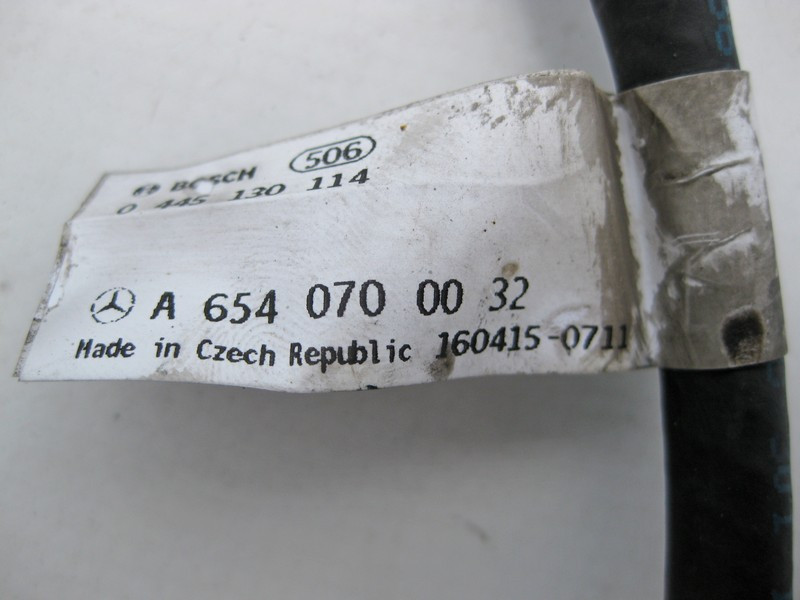 BOSCH 506
0 445 130 114
A 654 070 00 32
Made in Czech Republic 160415-0711